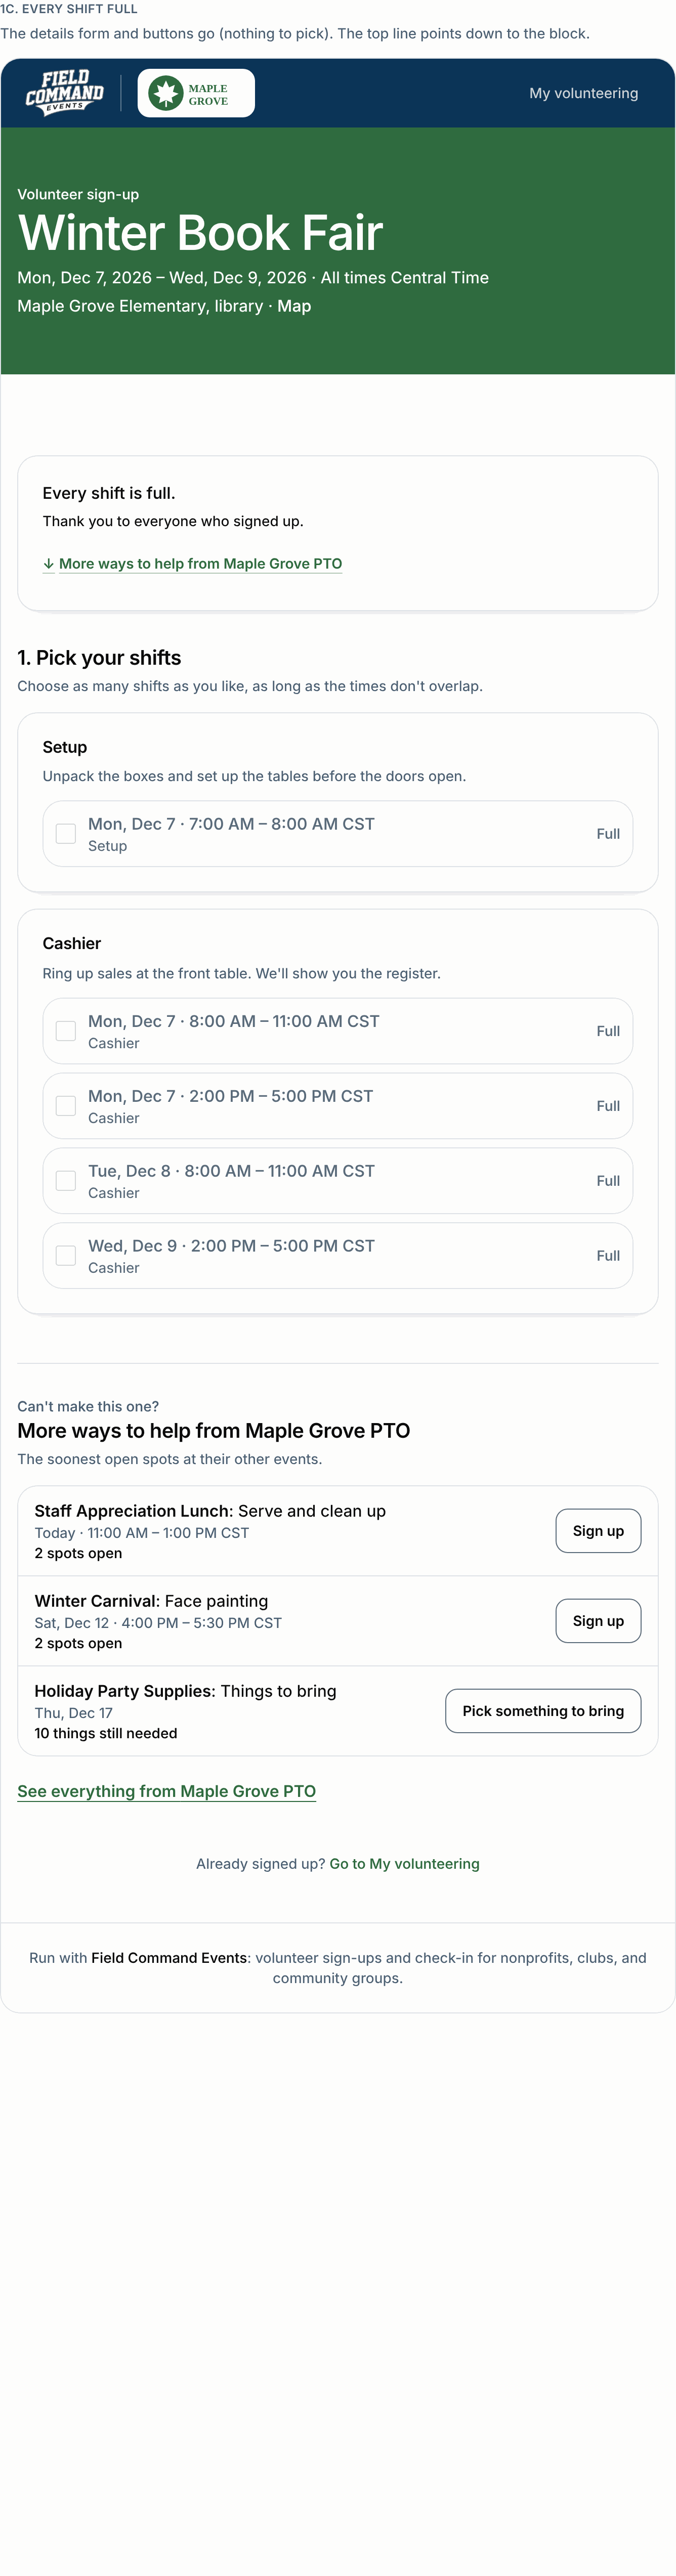 1C. EVERY SHIFT FULL
The details form and buttons go (nothing to pick). The top line points down to the block.
FIELD
COMMAND
EVENTS
MAPLE
GROVE
My volunteering
Volunteer sign-up
Winter Book Fair
Mon, Dec 7, 2026 – Wed, Dec 9, 2026 · All times Central Time
Maple Grove Elementary, library · Map
Every shift is full.
Thank you to everyone who signed up.
↓ More ways to help from Maple Grove PTO
1. Pick your shifts
Choose as many shifts as you like, as long as the times don't overlap.
Setup
Unpack the boxes and set up the tables before the doors open.
Mon, Dec 7 · 7:00 AM – 8:00 AM CST
Setup
Full
Cashier
Ring up sales at the front table. We'll show you the register.
Mon, Dec 7 · 8:00 AM – 11:00 AM CST
Cashier
Full
Mon, Dec 7 · 2:00 PM – 5:00 PM CST
Cashier
Full
Tue, Dec 8 · 8:00 AM – 11:00 AM CST
Cashier
Full
Wed, Dec 9 · 2:00 PM – 5:00 PM CST
Cashier
Full
Can't make this one?
More ways to help from Maple Grove PTO
The soonest open spots at their other events.
Staff Appreciation Lunch: Serve and clean up
Today · 11:00 AM – 1:00 PM CST
2 spots open
Sign up
Winter Carnival: Face painting
Sat, Dec 12 · 4:00 PM – 5:30 PM CST
2 spots open
Sign up
Holiday Party Supplies: Things to bring
Thu, Dec 17
10 things still needed
Pick something to bring
See everything from Maple Grove PTO
Already signed up? Go to My volunteering
Run with Field Command Events: volunteer sign-ups and check-in for nonprofits, clubs, and
community groups.